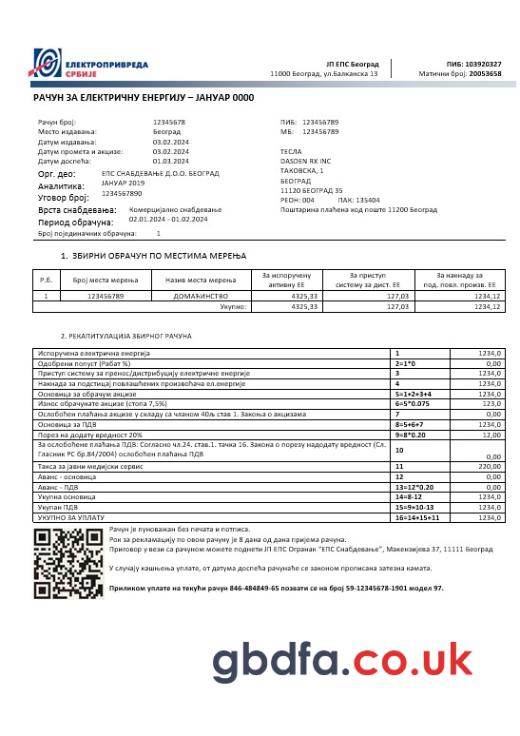 ЕЛЕКТРОПРИВРЕДА
СРБИЈЕ
ЈП ЕПС Београд
11000 Београд, ул.Балканска 13
ПИБ: 103920327
Матични број: 20053658
РАЧУН ЗА ЕЛЕКТРИЧНУ ЕНЕРГИЈУ – ЈАНУАР 0000
Рачун број: 12345678
Место издавања: Београд
Датум издавања: 03.02.2024
Датум промета и акцизе: 03.02.2024
Датум доспећа: 01.03.2024
Орг. део: ЕПС СНАБДЕВАЊЕ Д.О.О. БЕОГРАД
Аналитика: ЈАНУАР 2019
Уговор број: 1234567890
Врста снабдевања: Комерцијално снабдевање
Период обрачуна: 02.01.2024 - 01.02.2024
Број појединачних обрачуна: 1
ПИБ: 123456789
МБ: 123456789
ТЕСЛА
DASDEN RX INC
ТАКОВСКА, 1
БЕОГРАД
11120 БЕОГРАД 35
РЕОН: 004 ПАК: 135404
Поштарина плаћена код поште 11200 Београд
1. ЗБИРНИ ОБРАЧУН ПО МЕСТИМА МЕРЕЊА
Р.б. Број места мерења Назив места мерења За испоручену активну ЕЕ За приступ систему за дист. ЕЕ За накнаду за под. повл. произв. ЕЕ
1 123456789 ДОМАЋИНСТВО 4325,33 127,03 1234,12
Укупно: 4325,33 127,03 1234,12
2. РЕКАПИТУЛАЦИЈА ЗБИРНОГ РАЧУНА
Испоручена електрична енергија 1 1234,0
Одобрени попуст (Рабат %) 2=1*0 0,00
Приступ систему за пренос/дистрибуцију електричне енергије 3 1234,0
Накнада за подстицај повлашћених произвођача ел.енергије 4 1234,0
Основица за обрачун акцизе 5=1+2+3+4 1234,0
Износ обрачунате акцизе (стопа 7,5%) 6=5*0.075 123,0
Ослобођен плаћања акцизе у складу са чланом 40љ став 1. Закона о акцизама 7 0,00
Основица за ПДВ 8=5+6+7 1234,0
Порез на додату вредност 20% 9=8*0.20 12,00
За ослобођене плаћања ПДВ: Согласно чл.24. став.1. тачка 16. Закона о порезу надодату вредност (Сл.
Гласник РС бр.84/2004) ослобођен плаћања ПДВ 10 0,00
Такса за јавни медијски сервис 11 220,00
Аванс - основица 12 0,00
Аванс - ПДВ 13=12*0.20 0,00
Укупна основица 14=8-12 1234,0
Укупан ПДВ 15=9+10-13 1234,0
УКУПНО ЗА УПЛАТУ 16=14+15+11 1234,0
Рачун је пуноважан без печата и потписа.
Рок за рекламацију по овом рачуну је 8 дана од дана пријема рачуна.
Приговор у вези са рачуном можете поднети ЈП ЕПС Огранак "ЕПС Снабдевање", Макензијева 37, 11111 Београд
У случају кашњења уплате, от датума доспећа рачунаће се законом прописана затезна камата.
Приликом уплате на текући рачун 846-484849-65 позвати се на број 59-12345678-1901 модел 97.
gbdfa.co.uk